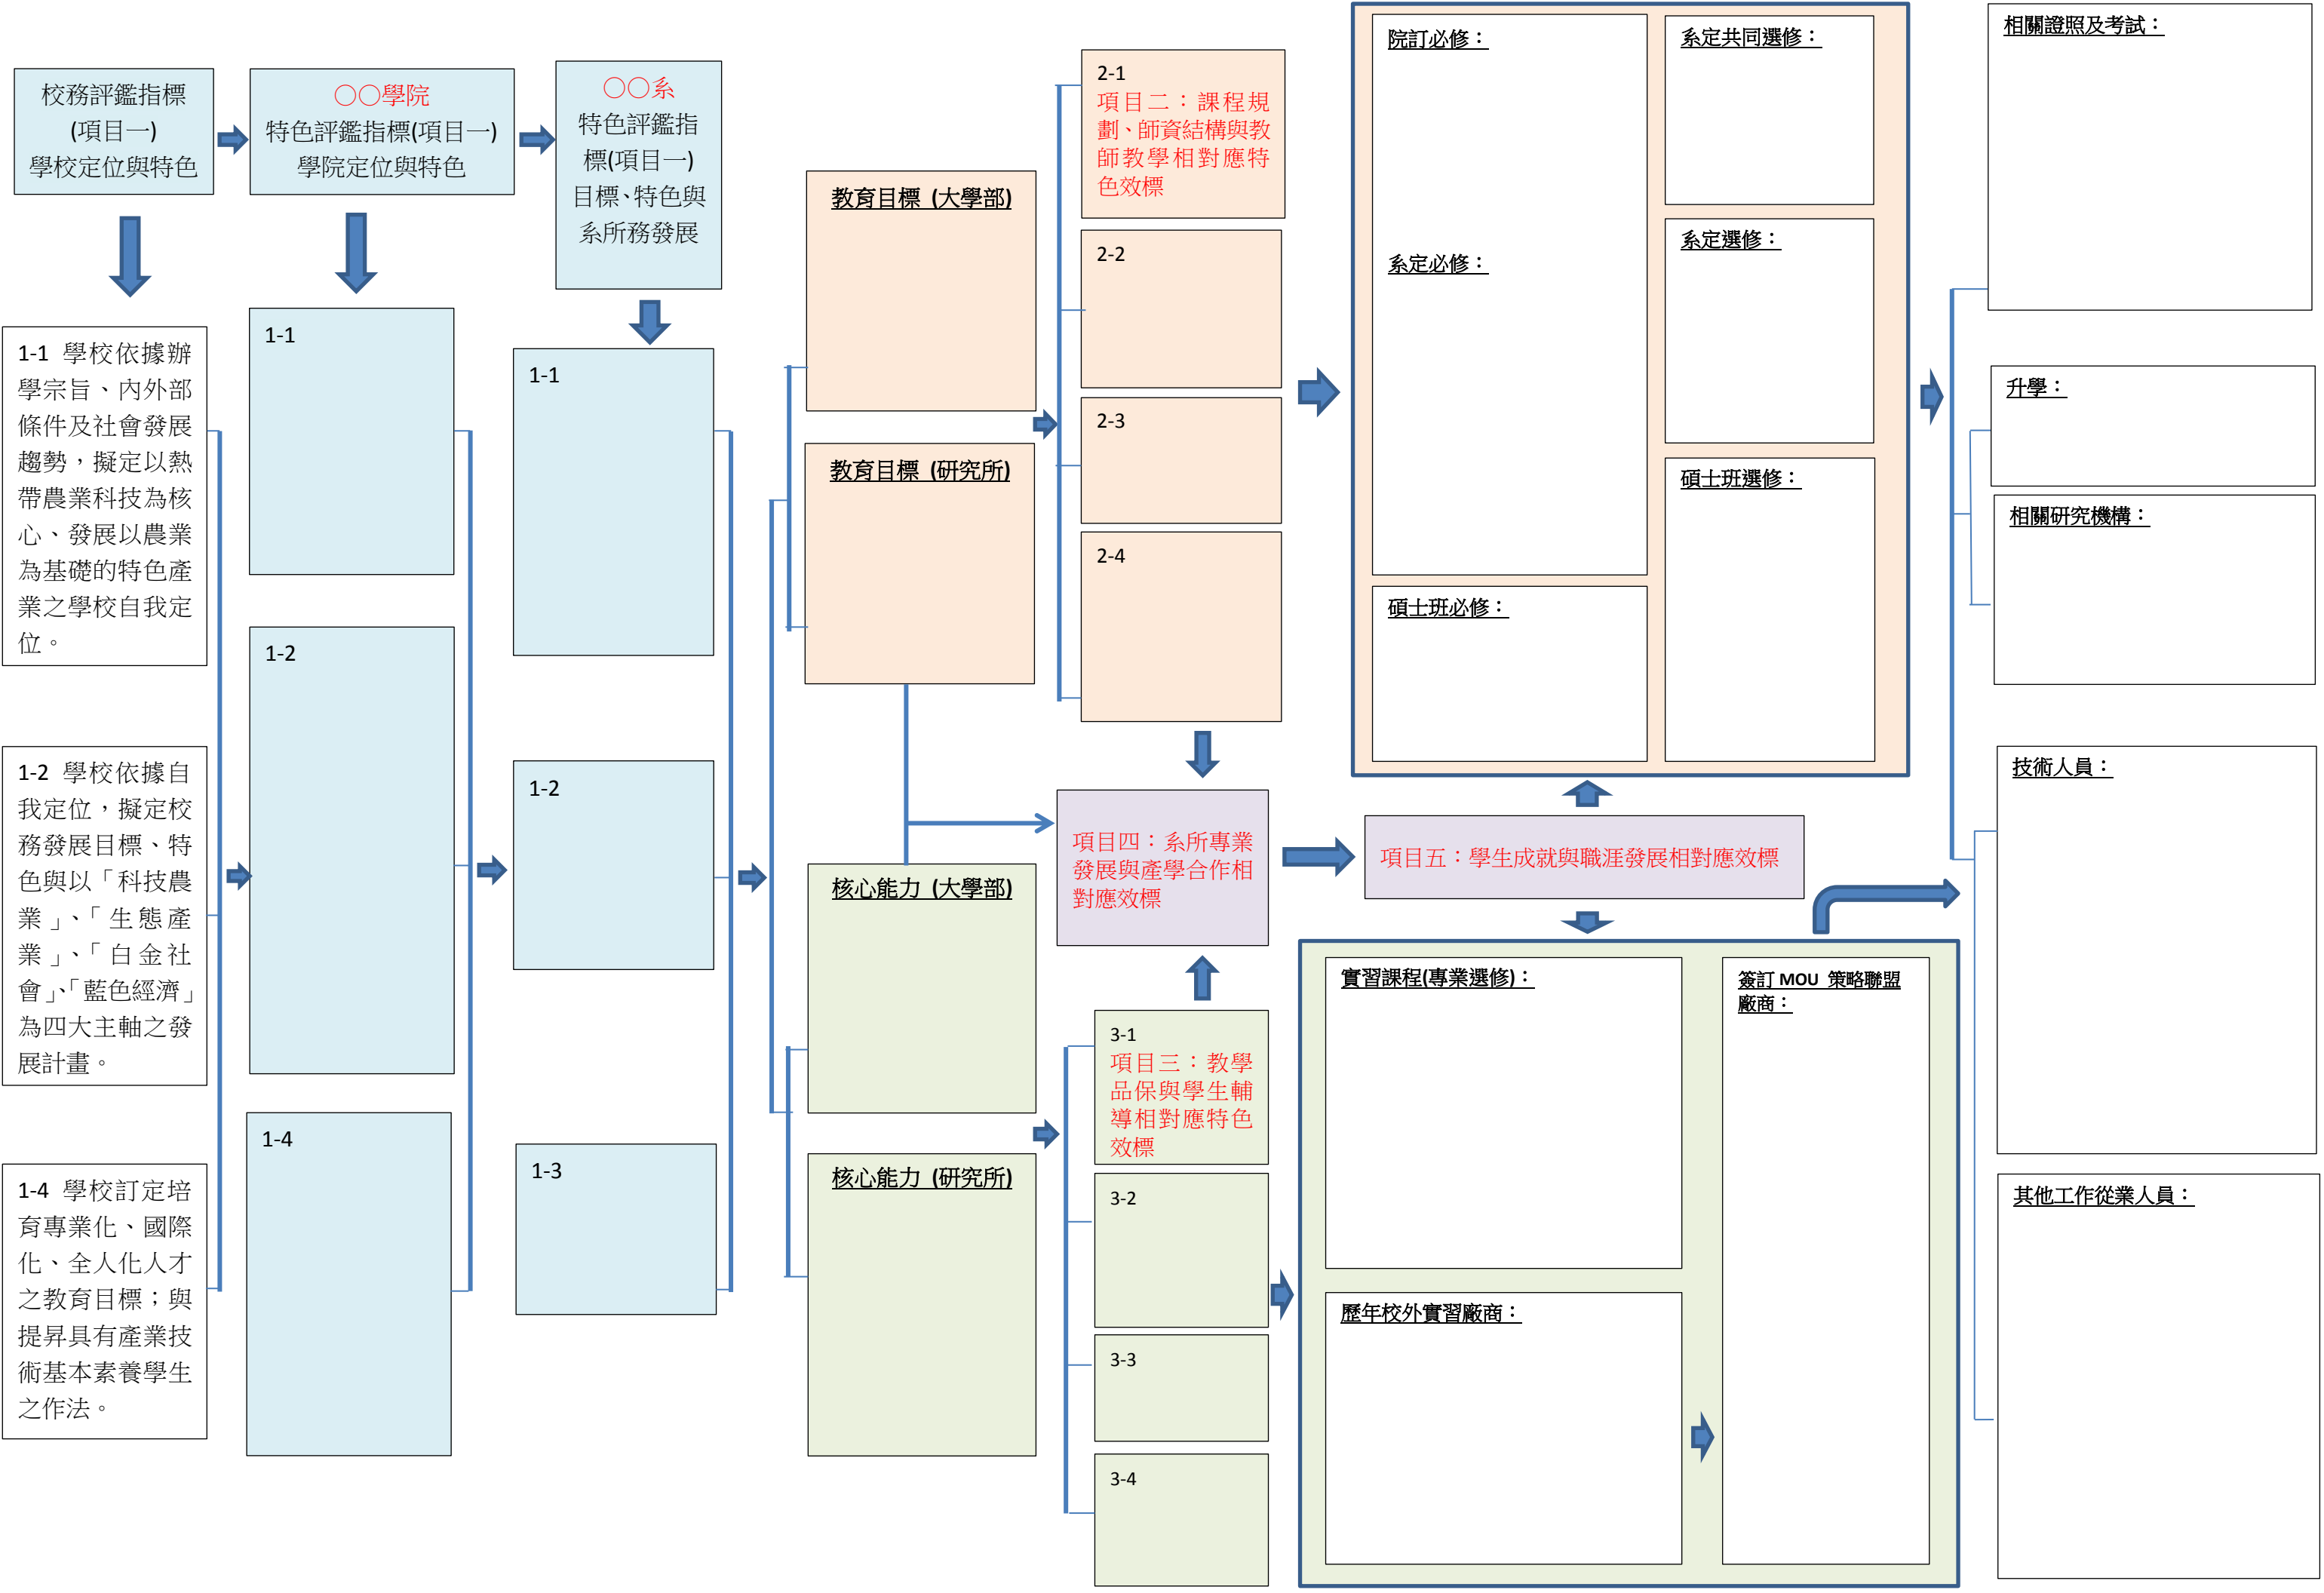 校務評鑑指標
(項目一)
學校定位與特色
〇〇學院
特色評鑑指標(項目一)
學院定位與特色
〇〇系
特色評鑑指
標(項目一)
目標、特色與
系所務發展
1-1 學校依據辦
學宗旨、內外部
條件及社會發展
趨勢，擬定以熱
帶農業科技為核
心、發展以農業
為基礎的特色產
業之學校自我定
位。
1-2 學校依據自
我定位，擬定校
務發展目標、特
色與以「科技農
業」、「生態產
業」、「白金社
會」、「藍色經濟」
為四大主軸之發
展計畫。
1-4 學校訂定培
育專業化、國際
化、全人化人才
之教育目標；與
提昇具有產業技
術基本素養學生
之作法。
1-1
1-2
1-4
1-1
1-2
1-3
教育目標 (大學部)
教育目標 (研究所)
核心能力 (大學部)
核心能力 (研究所)
2-1
項目二：課程規
劃、師資結構與教
師教學相對應特
色效標
2-2
2-3
2-4
項目四：系所專業
發展與產學合作相
對應效標
3-1
項目三：教學
品保與學生輔
導相對應特色
效標
3-2
3-3
3-4
院訂必修：
系定必修：
碩士班必修：
系定共同選修：
系定選修：
碩士班選修：
項目五：學生成就與職涯發展相對應效標
實習課程(專業選修)：
歷年校外實習廠商：
簽訂 MOU 策略聯盟
廠商：
相關證照及考試：
升學：
相關研究機構：
技術人員：
其他工作從業人員：